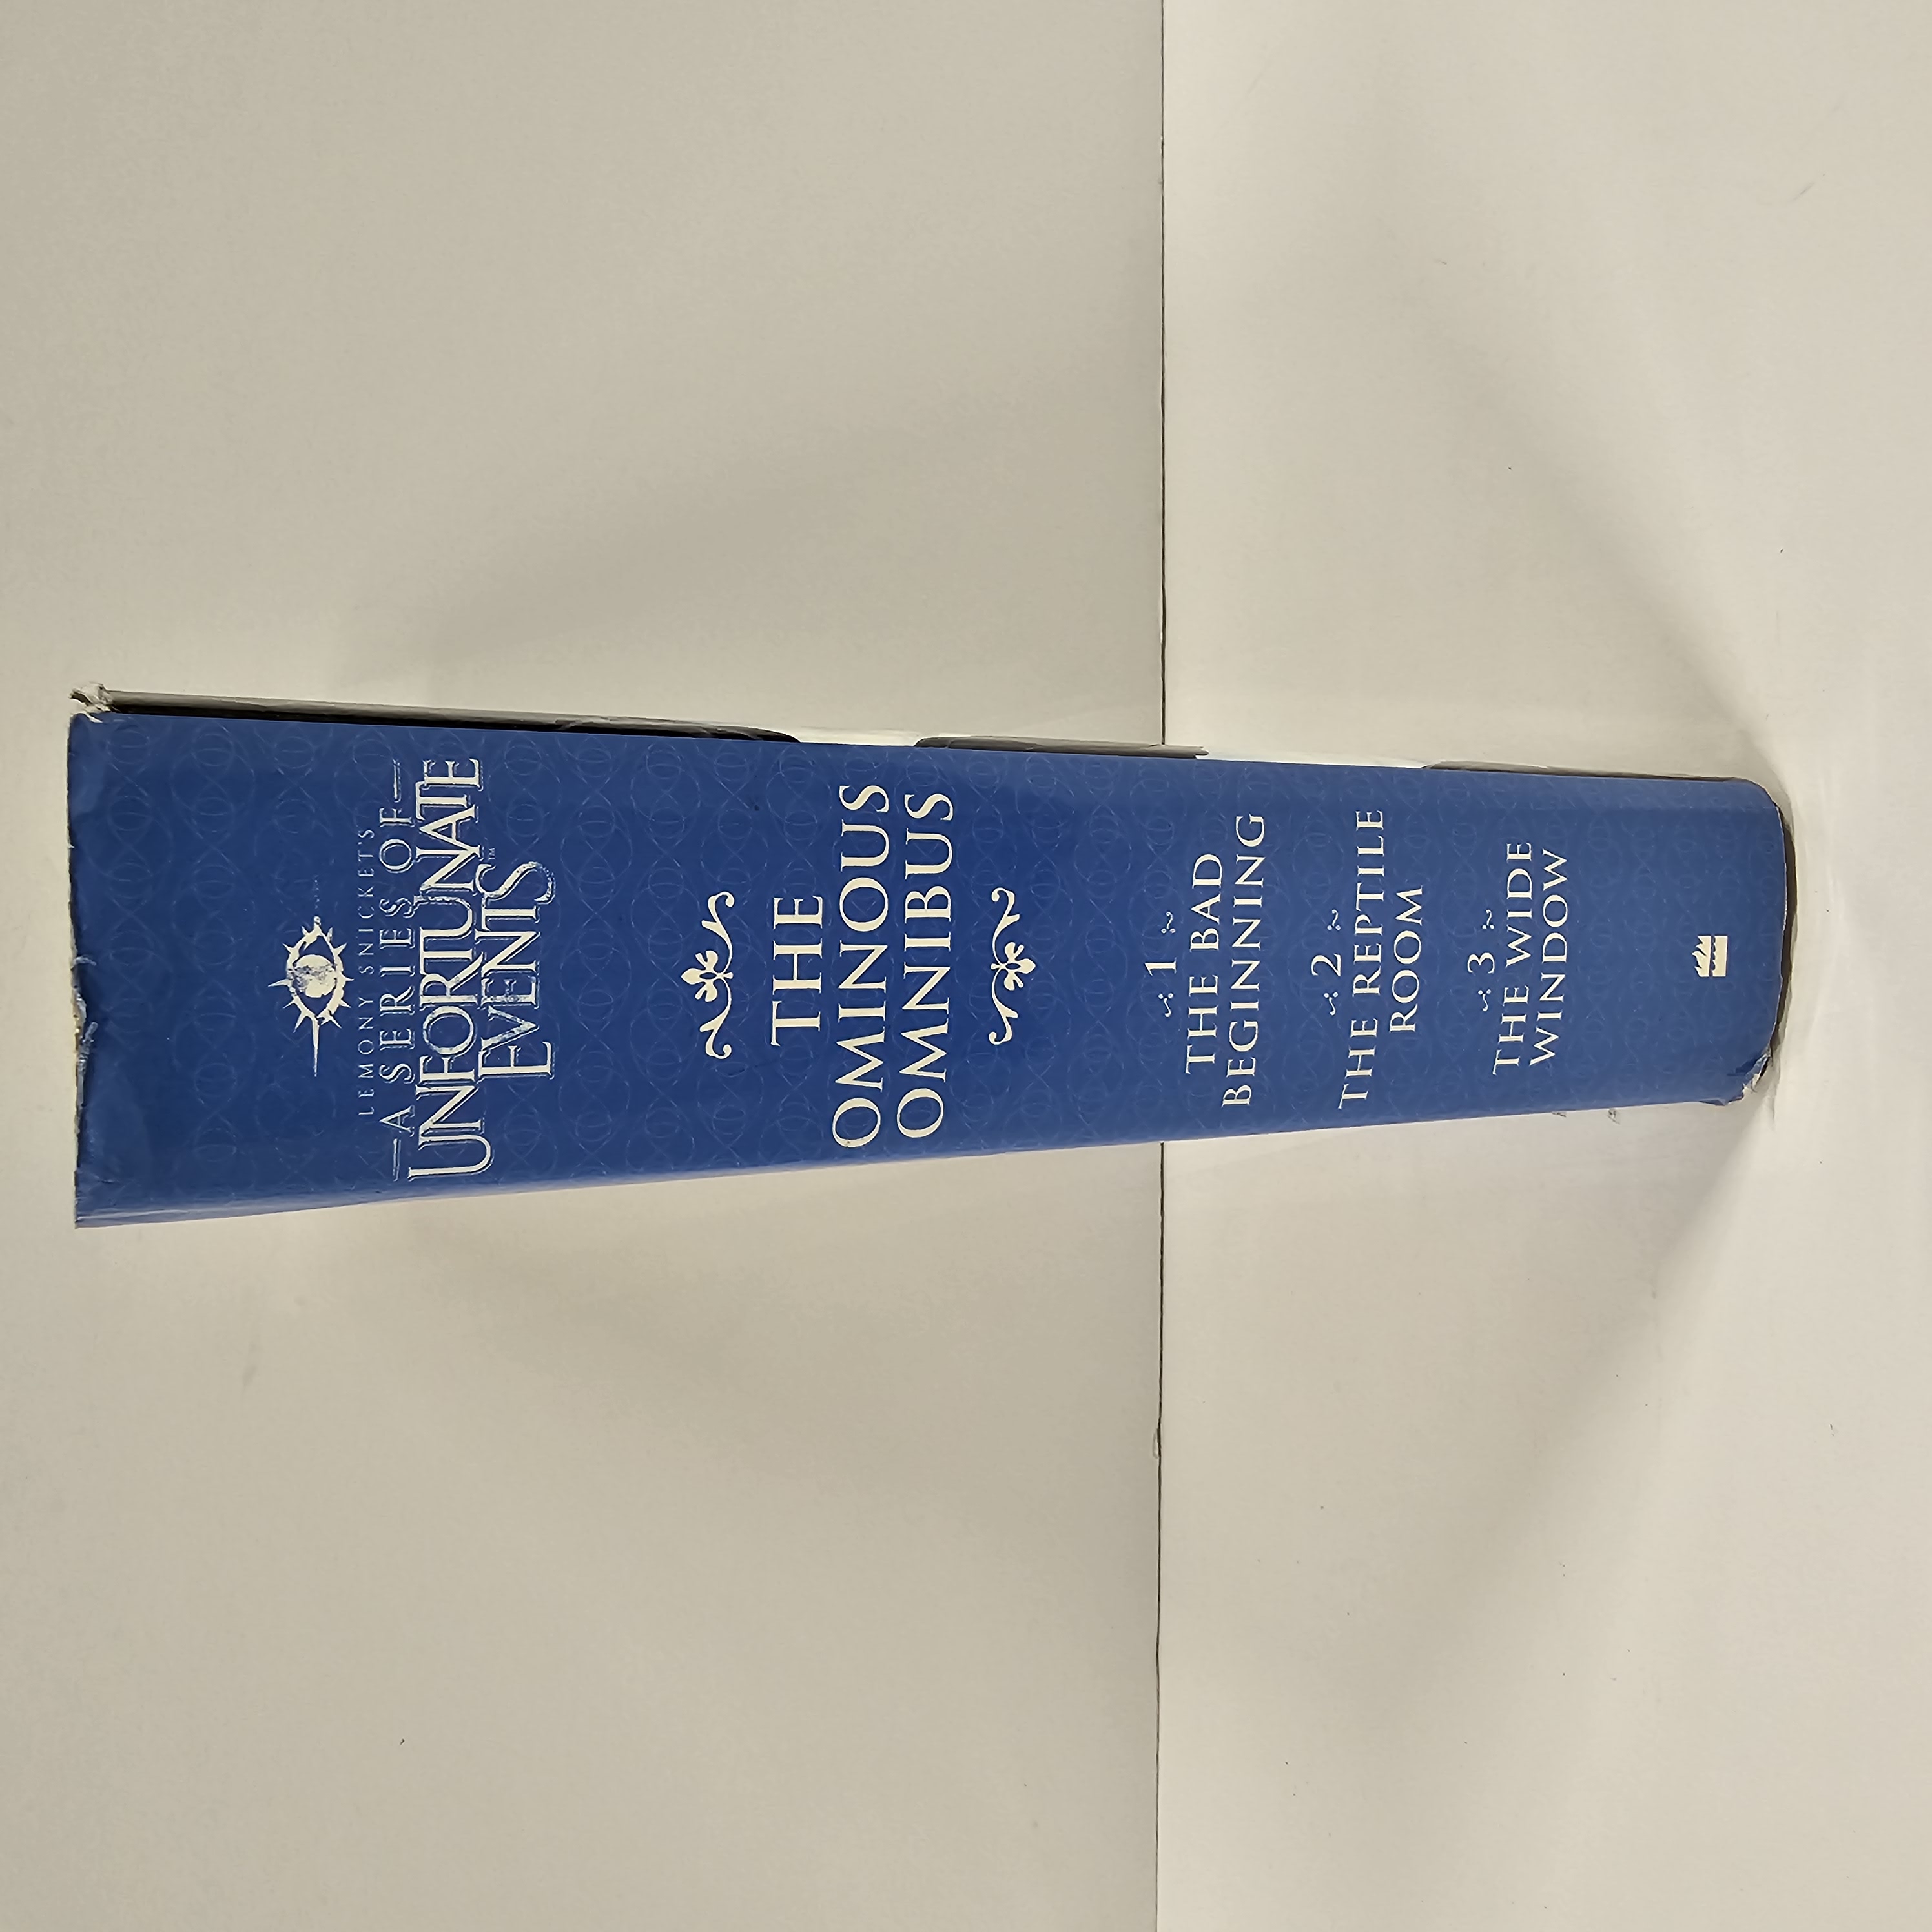 LEMONY SNICKET'S
A SERIES OF
UNFORTUNATE
EVENTS™
THE
OMINOUS
OMNIBUS
1
THE BAD
BEGINNING
2
THE REPTILE
ROOM
3
THE WIDE
WINDOW